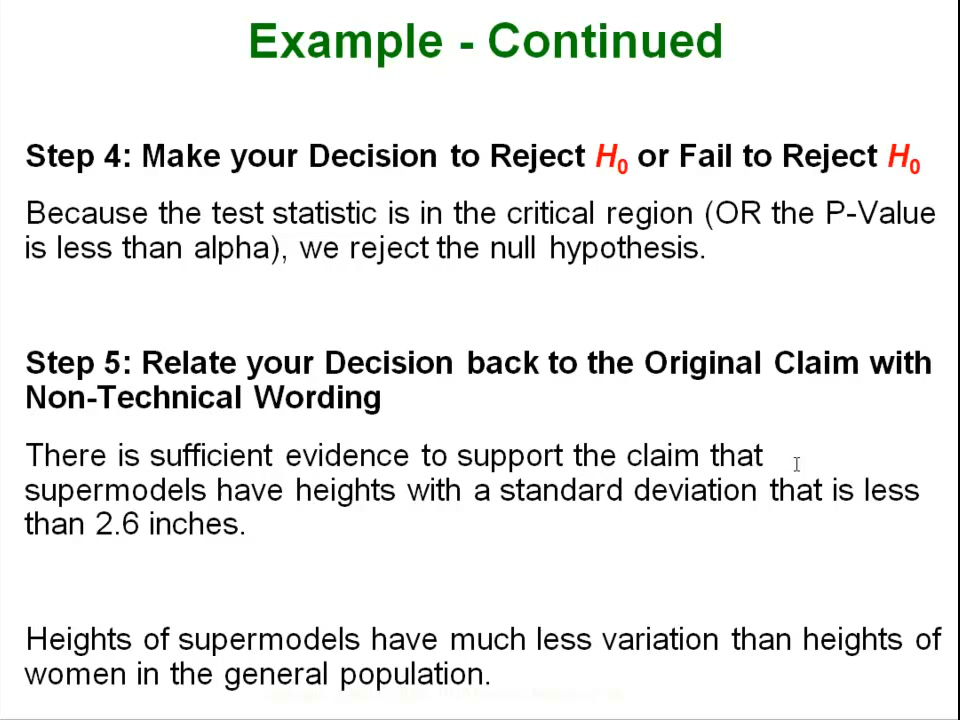 Example - Continued
Step 4: Make your Decision to Reject H0 or Fail to Reject H0
Because the test statistic is in the critical region (OR the P-Value
is less than alpha), we reject the null hypothesis.
Step 5: Relate your Decision back to the Original Claim with
Non-Technical Wording
There is sufficient evidence to support the claim that
supermodels have heights with a standard deviation that is less
than 2.6 inches.
Heights of supermodels have much less variation than heights of
women in the general population.